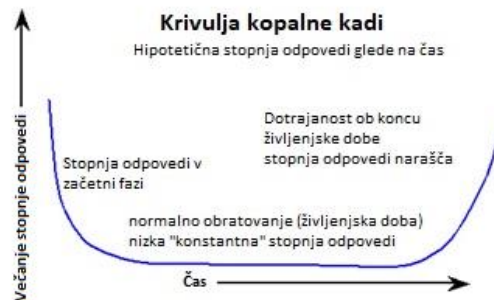 Krivulja kopalne kadi
Hipotetična stopnja odpovedi glede na čas
Večanje stopnje odpovedi
Stopnja odpovedi v
začetni fazi
Dotrajanost ob koncu
življenjske dobe
stopnja odpovedi narašča
normalno obratovanje (življenjska doba)
nizka "konstantna" stopnja odpovedi
Čas